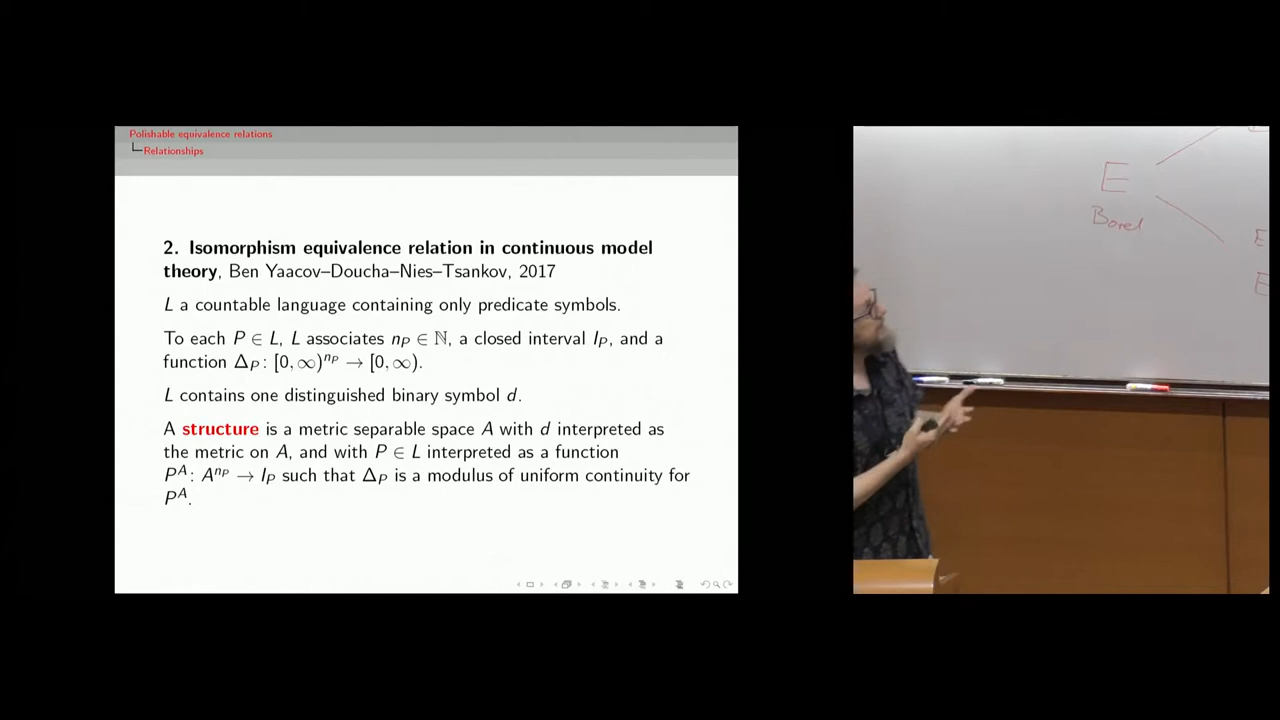 Polishable equivalence relations
Relationships
2. Isomorphism equivalence relation in continuous model
theory, Ben Yaacov–Doucha–Nies–Tsankov, 2017
L a countable language containing only predicate symbols.
To each P ∈ L, L associates n_P ∈ ℕ, a closed interval I_P, and a
function Δ_P : [0, ∞)^{n_P} → [0, ∞).
L contains one distinguished binary symbol d.
A structure is a metric separable space A with d interpreted as
the metric on A, and with P ∈ L interpreted as a function
P^A : A^{n_P} → I_P such that Δ_P is a modulus of uniform continuity for
P^A.
E
Borel
E
E